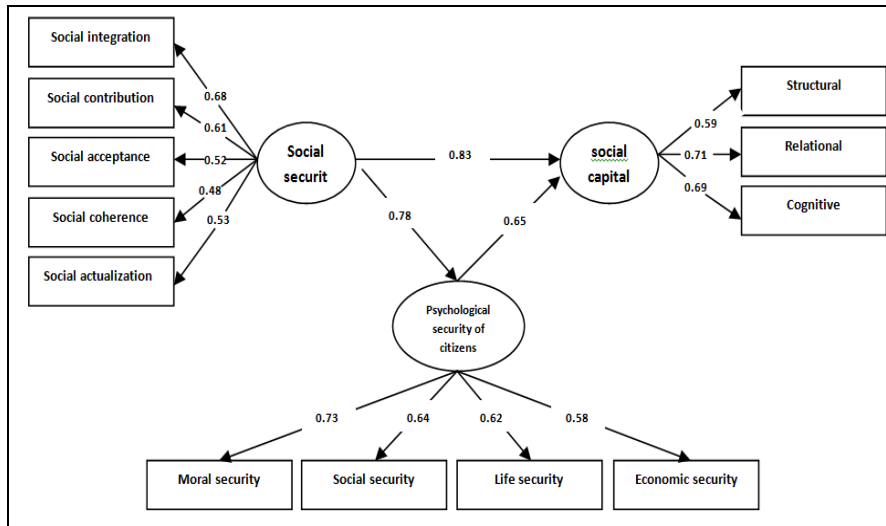 Social integration
Social contribution
Social acceptance
Social coherence
Social actualization
0.68
0.61
0.52
0.48
0.53
Social
securit
0.83
0.78
0.65
social
capital
0.59
0.71
0.69
Structural
Relational
Cognitive
Psychological
security of
citizens
0.73
0.64
0.62
0.58
Moral security
Social security
Life security
Economic security